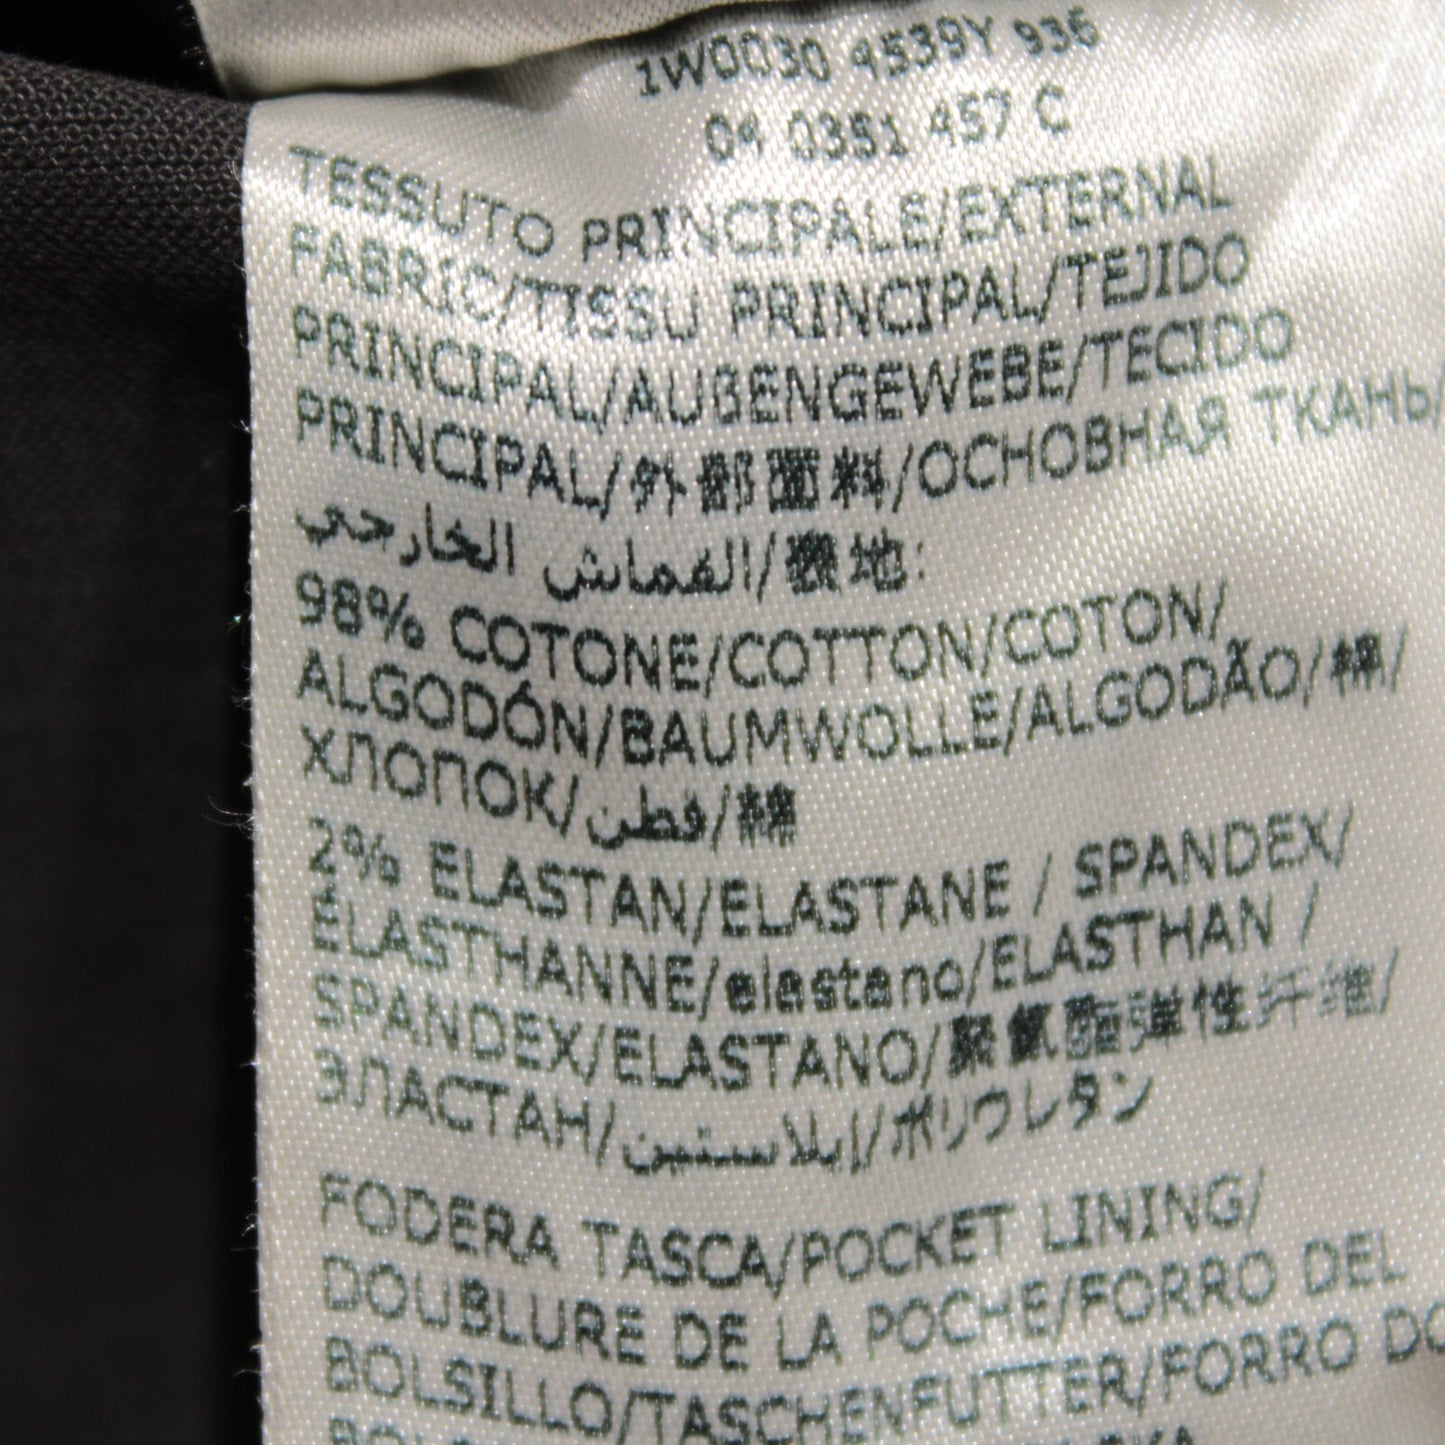 1W0030 4539Y 936
04 0351 457 C
TESSUTO PRINCIPALE/EXTERNAL
FABRIC/TISSU PRINCIPAL/TEJIDO
PRINCIPAL/AUßENGEWEBE/TECIDO
PRINCIPAL/外部面料/ОСНОВНАЯ ТКАНЬ/
القماش الخارجي/表地:
98% COTONE/COTTON/COTON/
ALGODÓN/BAUMWOLLE/ALGODÃO/棉/
ХЛОПОК/قطن/綿
2% ELASTAN/ELASTANE / SPANDEX/
ÉLASTHANNE/elastano/ELASTHAN /
SPANDEX/ELASTANO/聚氨酯弹性纤维/
ЭЛАСТАН/إيلاستين/ポリウレタン
FODERA TASCA/POCKET LINING/
DOUBLURE DE LA POCHE/FORRO DEL
BOLSILLO/TASCHENFUTTER/FORRO DO